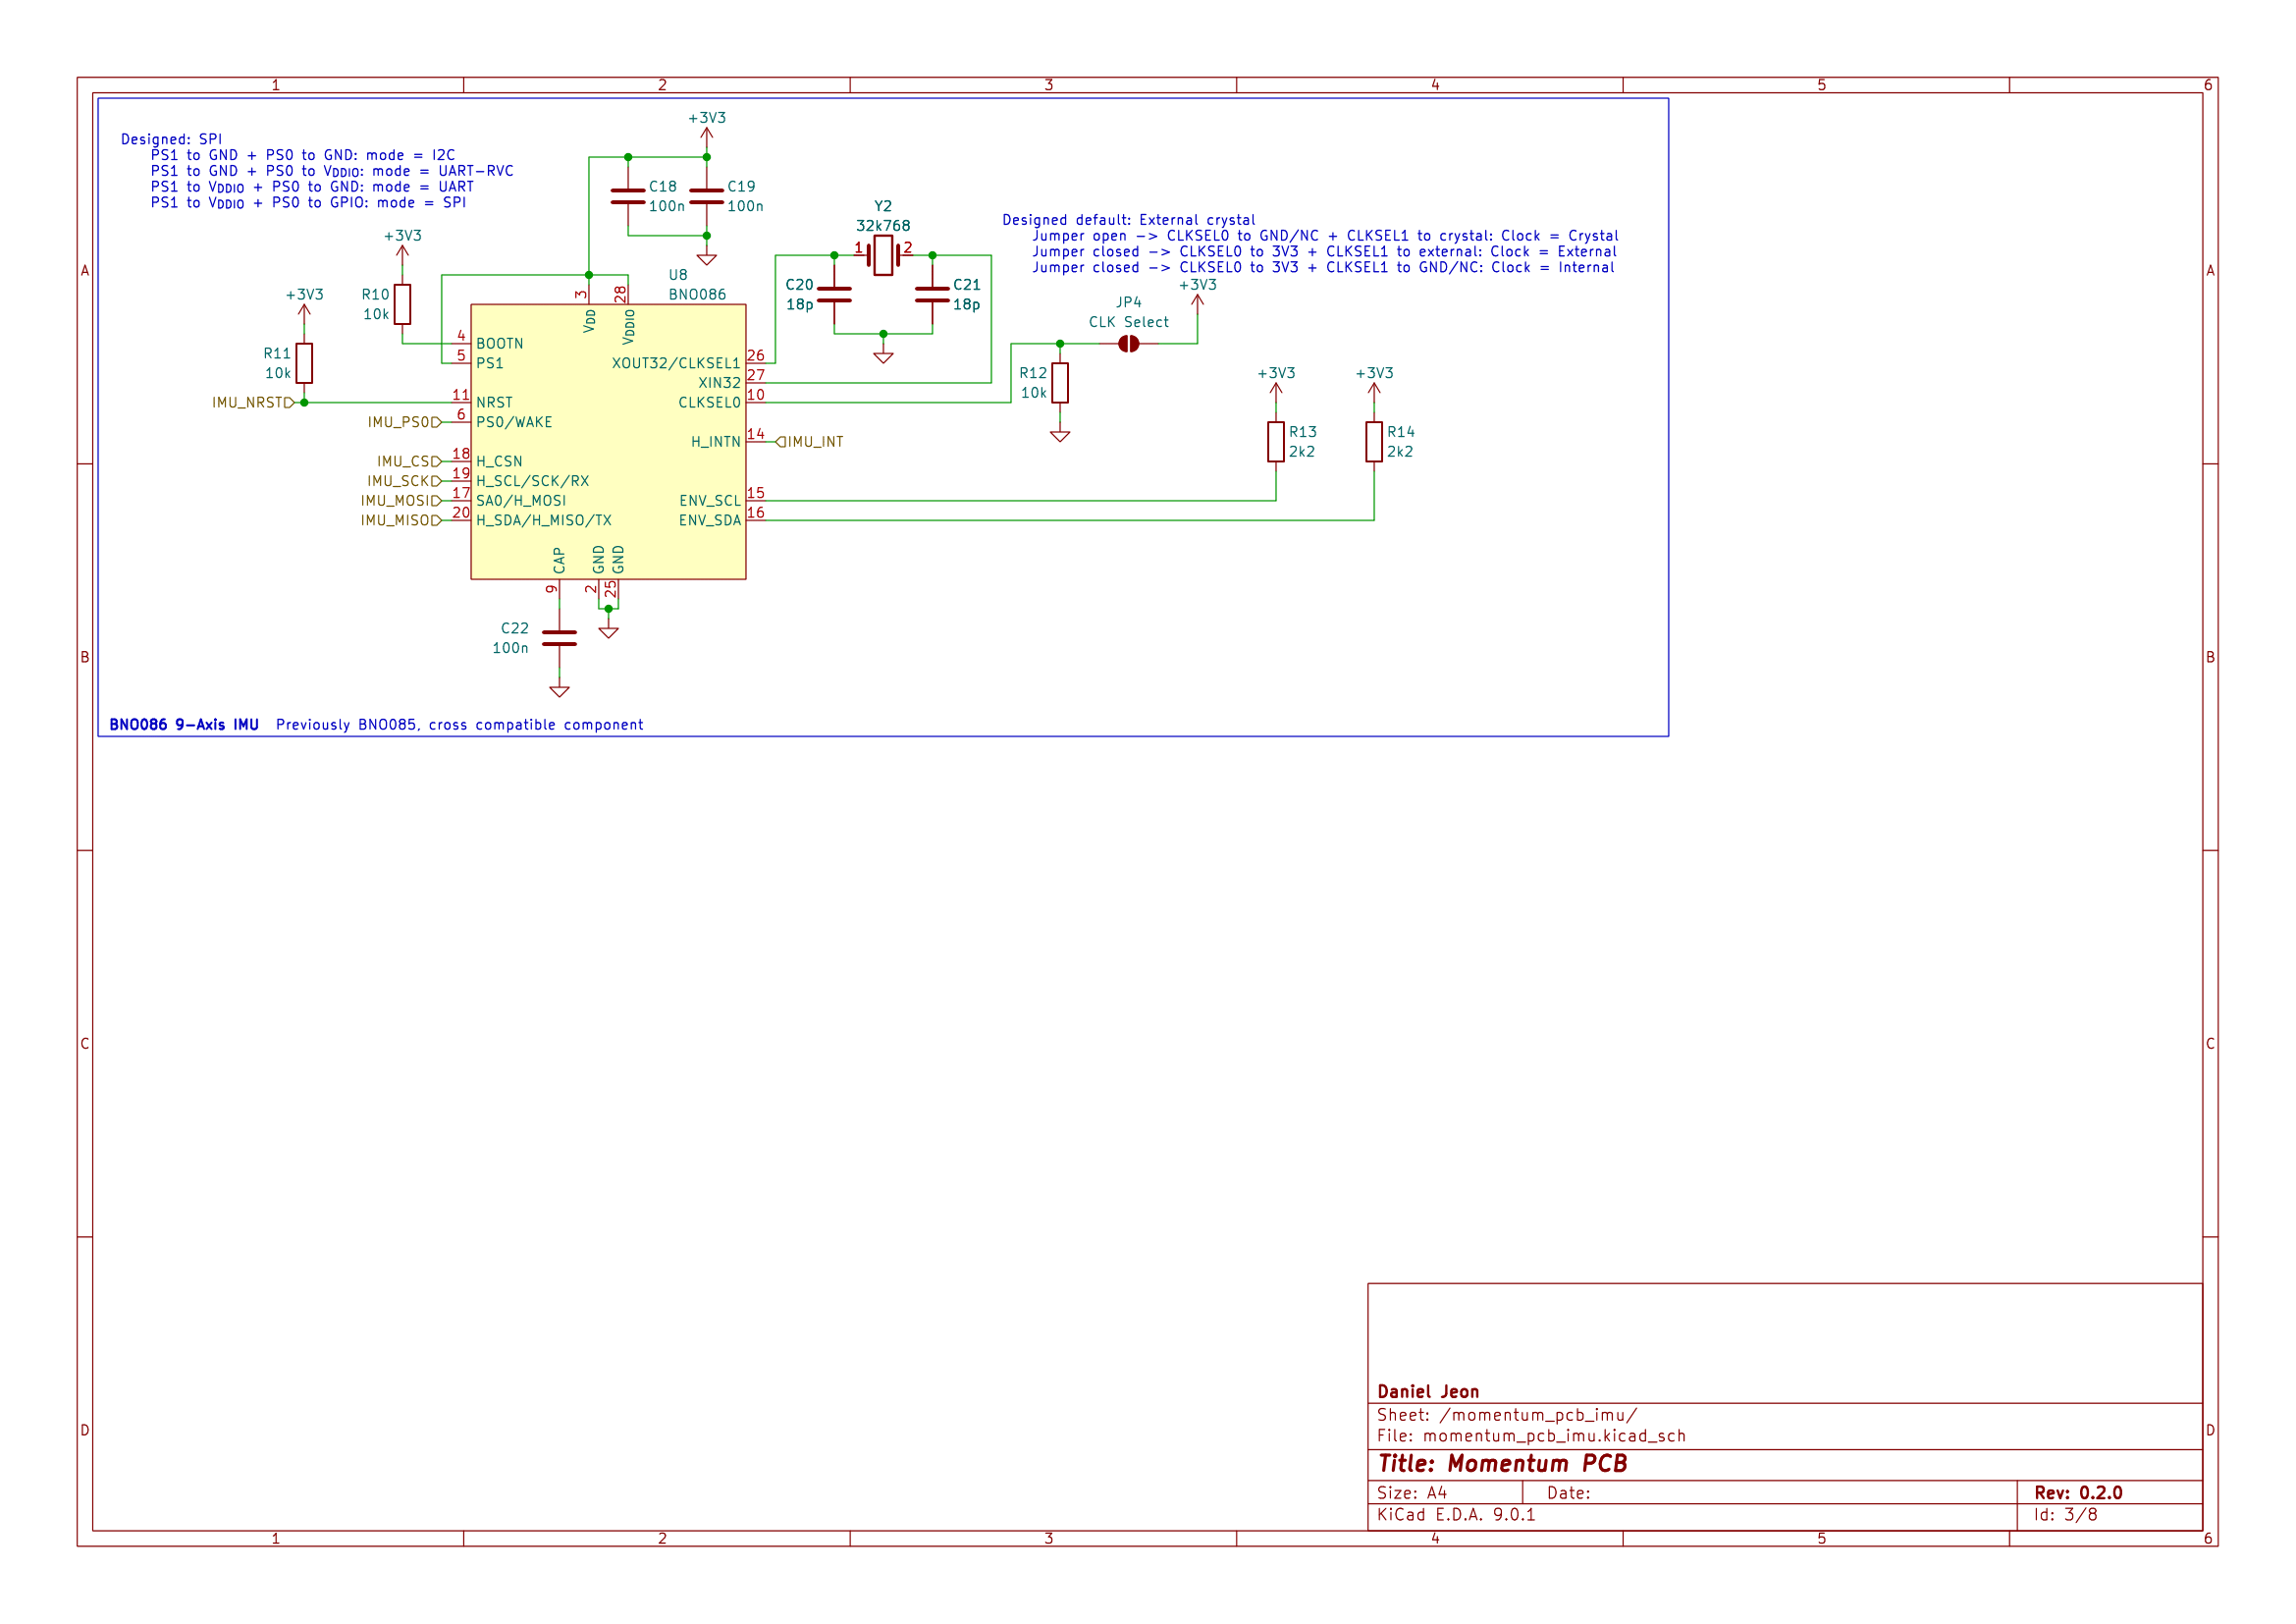 1 2 3 4 5 6
Designed: SPI
PS1 to GND + PS0 to GND: mode = I2C
PS1 to GND + PS0 to VDDIO: mode = UART-RVC
PS1 to VDDIO + PS0 to GND: mode = UART
PS1 to VDDIO + PS0 to GPIO: mode = SPI
+3V3
C18
100n
C19
100n
Y2
32k768
1 2
C20
18p
C21
18p
Designed default: External crystal
Jumper open -> CLKSEL0 to GND/NC + CLKSEL1 to crystal: Clock = Crystal
Jumper closed -> CLKSEL0 to 3V3 + CLKSEL1 to external: Clock = External
Jumper closed -> CLKSEL0 to 3V3 + CLKSEL1 to GND/NC: Clock = Internal
+3V3
JP4
CLK Select
+3V3
R10
10k
+3V3
R11
10k
U8
BNO086
3 VDD
28 VDDIO
4 BOOTN
5 PS1
IMU_NRST 11 NRST
IMU_PS0 6 PS0/WAKE
IMU_CS 18 H_CSN
IMU_SCK 19 H_SCL/SCK/RX
IMU_MOSI 17 SA0/H_MOSI
IMU_MISO 20 H_SDA/H_MISO/TX
XOUT32/CLKSEL1 26
XIN32 27
CLKSEL0 10
H_INTN 14 IMU_INT
ENV_SCL 15
ENV_SDA 16
CAP 9
GND 2
GND 25
R12
10k
+3V3
R13
2k2
+3V3
R14
2k2
C22
100n
BNO086 9-Axis IMU Previously BNO085, cross compatible component
A A
B B
C C
D D
Daniel Jeon
Sheet: /momentum_pcb_imu/
File: momentum_pcb_imu.kicad_sch
Title: Momentum PCB
Size: A4 Date: Rev: 0.2.0
KiCad E.D.A. 9.0.1 Id: 3/8
1 2 3 4 5 6